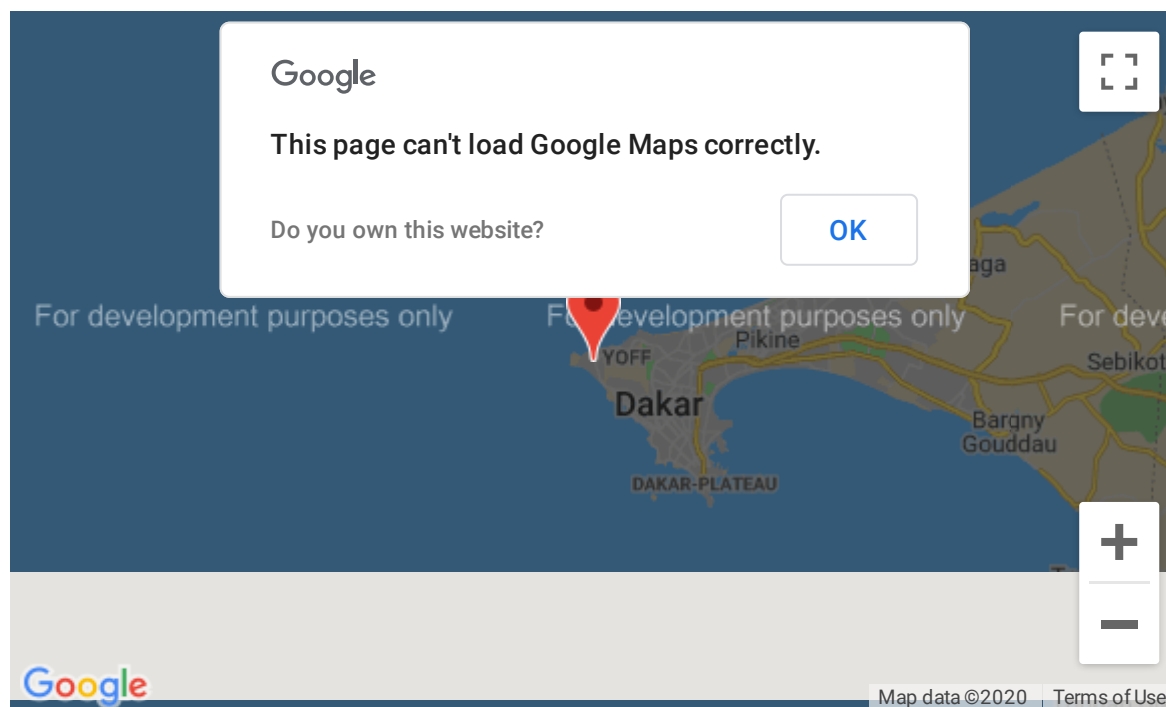 Google
This page can't load Google Maps correctly.
Do you own this website?
OK
aga
For development purposes only
evelopment purposes only
For deve
Pikine
YOFF
Sebikot
Dakar
Bargny
Gouddau
DAKAR-PLATEAU
Google
Map data ©2020
Terms of Use